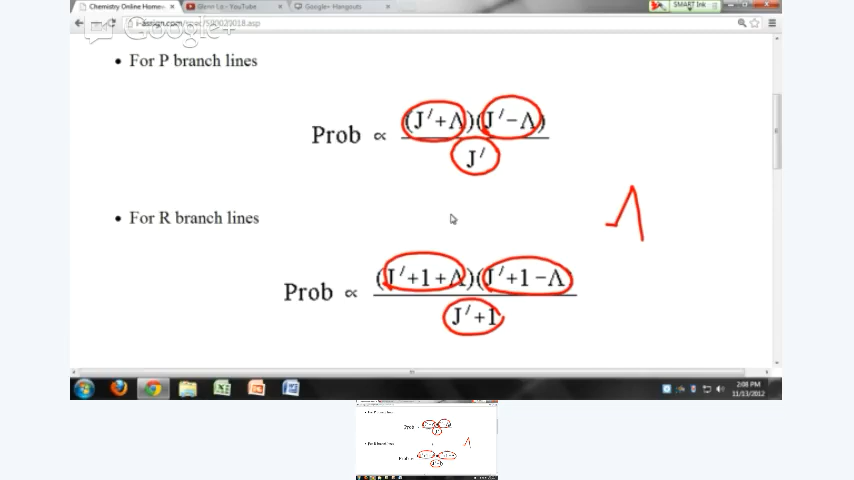 Chemistry Online Home
Glenn Lo - YouTube
Google+ Hangouts
SMART Ink
Google+
• For P branch lines
Prob ∝ (J′+Λ)(J′−Λ) / J′
Λ
• For R branch lines
Prob ∝ (J′+1+Λ)(J′+1−Λ) / J′+1
2:08 PM
11/13/2012